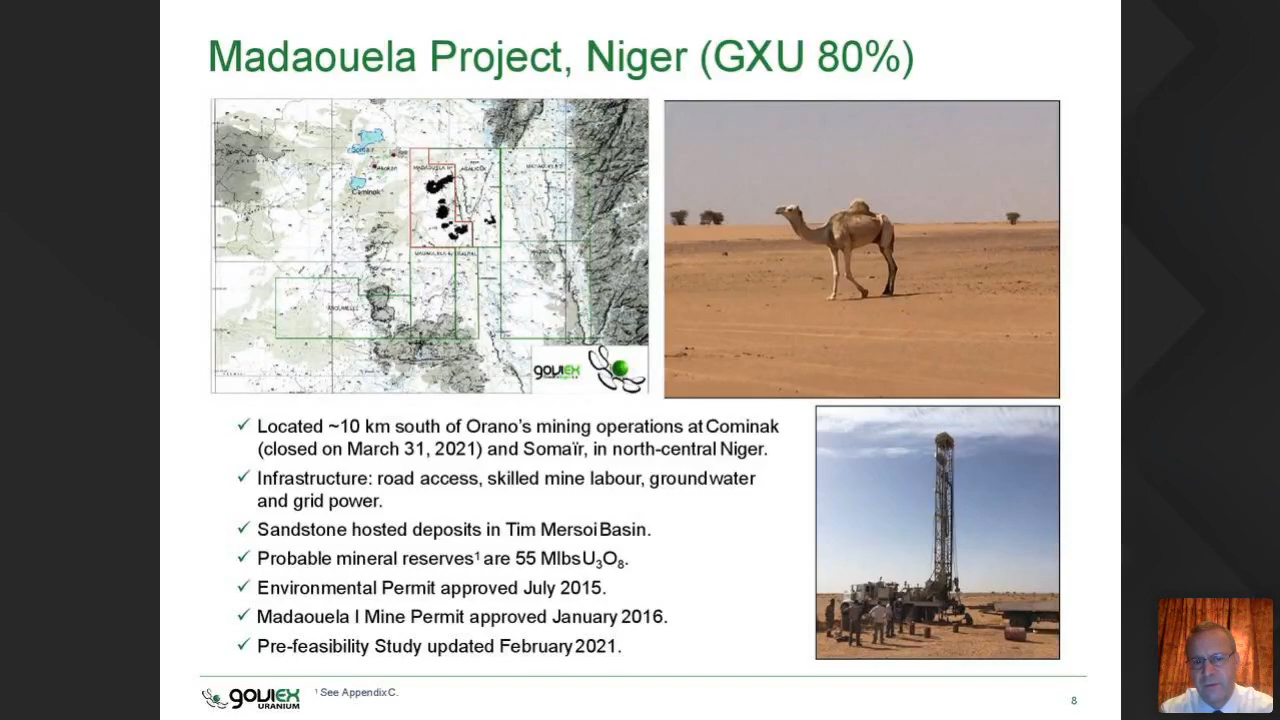 Madaouela Project, Niger (GXU 80%)
Somaïr
Cominak
goviEX
✓ Located ~10 km south of Orano's mining operations at Cominak
(closed on March 31, 2021) and Somaïr, in north-central Niger.
✓ Infrastructure: road access, skilled mine labour, groundwater
and grid power.
✓ Sandstone hosted deposits in Tim Mersoi Basin.
✓ Probable mineral reserves¹ are 55 Mlbs U₃O₈.
✓ Environmental Permit approved July 2015.
✓ Madaouela I Mine Permit approved January 2016.
✓ Pre-feasibility Study updated February 2021.
goviEX
URANIUM
¹ See Appendix C.
8